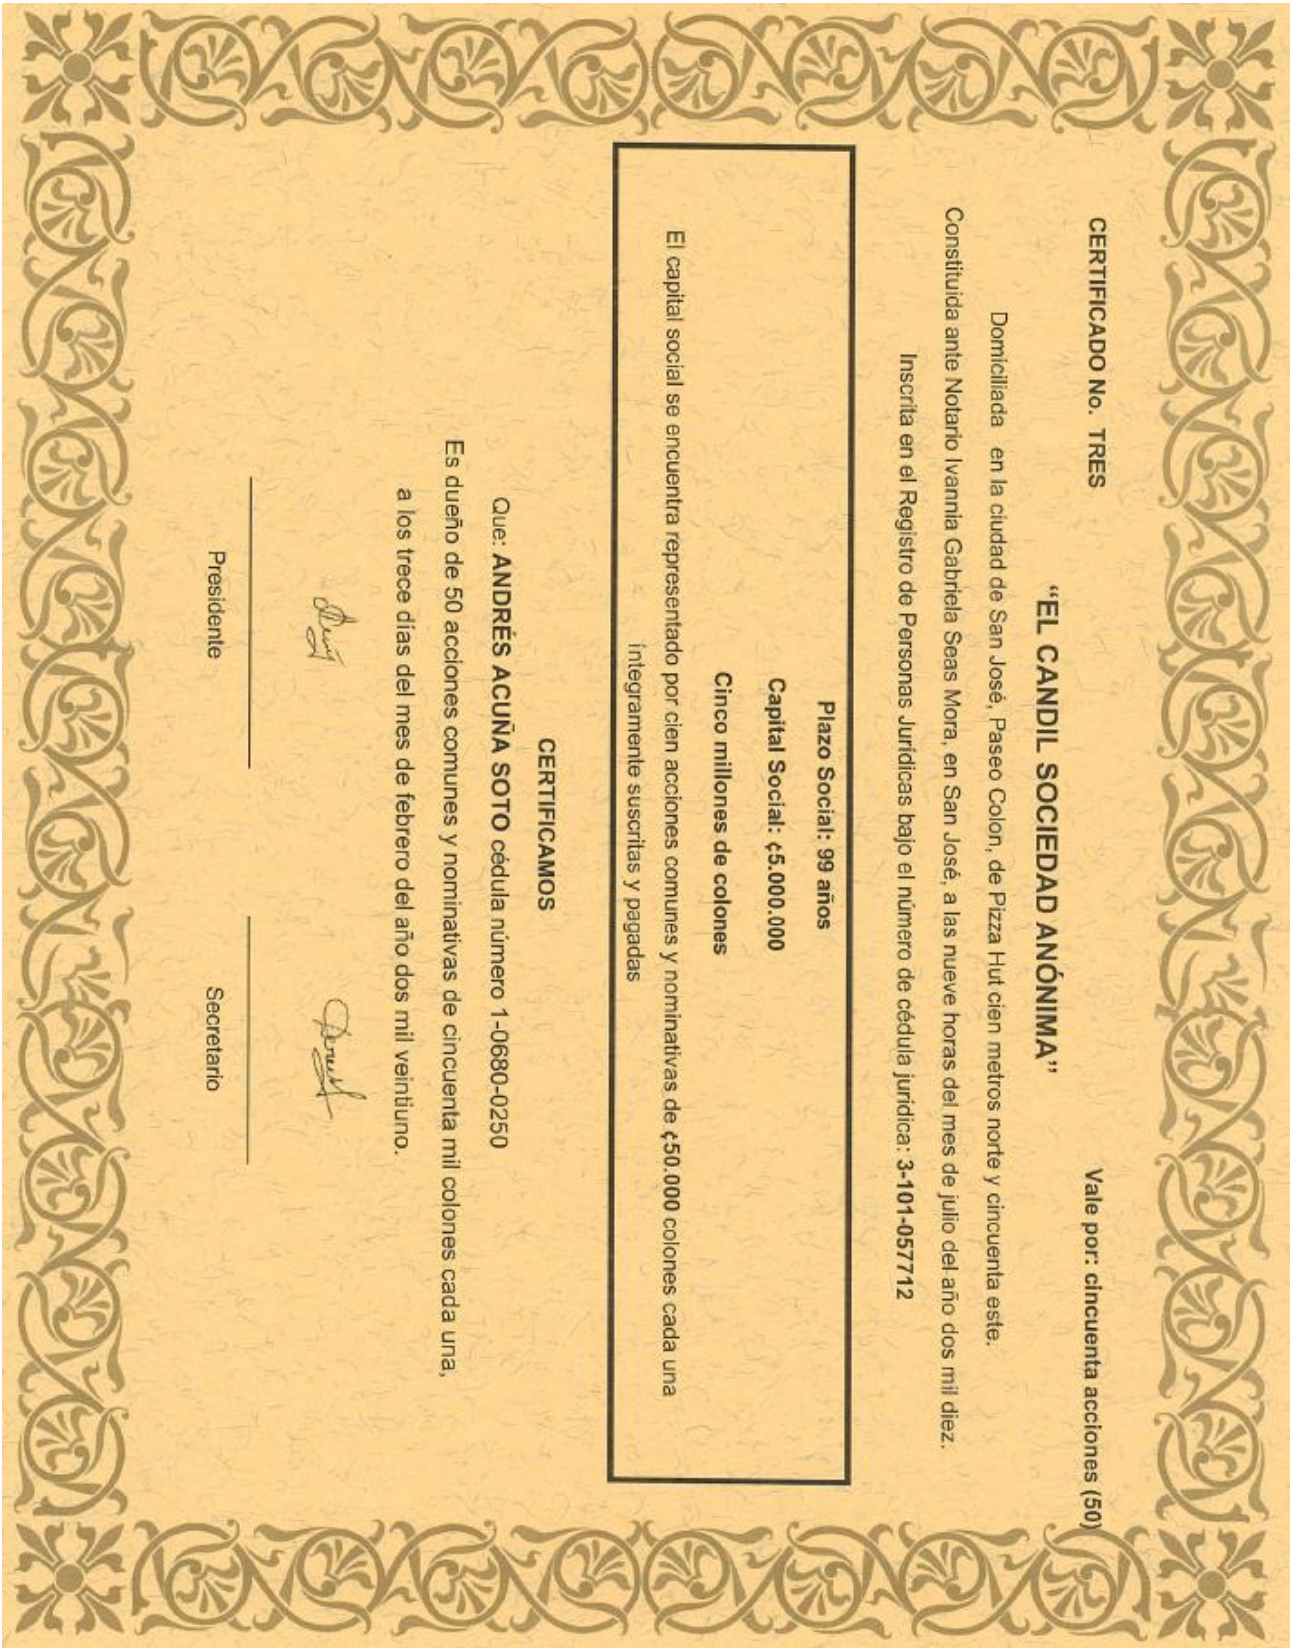 CERTIFICADO No. TRES Vale por: cincuenta acciones (50)
“EL CANDIL SOCIEDAD ANÓNIMA”
Domiciliada en la ciudad de San José, Paseo Colon, de Pizza Hut cien metros norte y cincuenta este.
Constituida ante Notario Ivannia Gabriela Seas Mora, en San José, a las nueve horas del mes de julio del año dos mil diez.
Inscrita en el Registro de Personas Jurídicas bajo el número de cédula jurídica: 3-101-057712
Plazo Social: 99 años
Capital Social: ¢5.000.000
Cinco millones de colones
El capital social se encuentra representado por cien acciones comunes y nominativas de ¢50.000 colones cada una
integramente suscritas y pagadas
CERTIFICAMOS
Que: ANDRÉS ACUÑA SOTO cédula número 1-0680-0250
Es dueño de 50 acciones comunes y nominativas de cincuenta mil colones cada una,
a los trece días del mes de febrero del año dos mil veintiuno.
Presidente Secretario